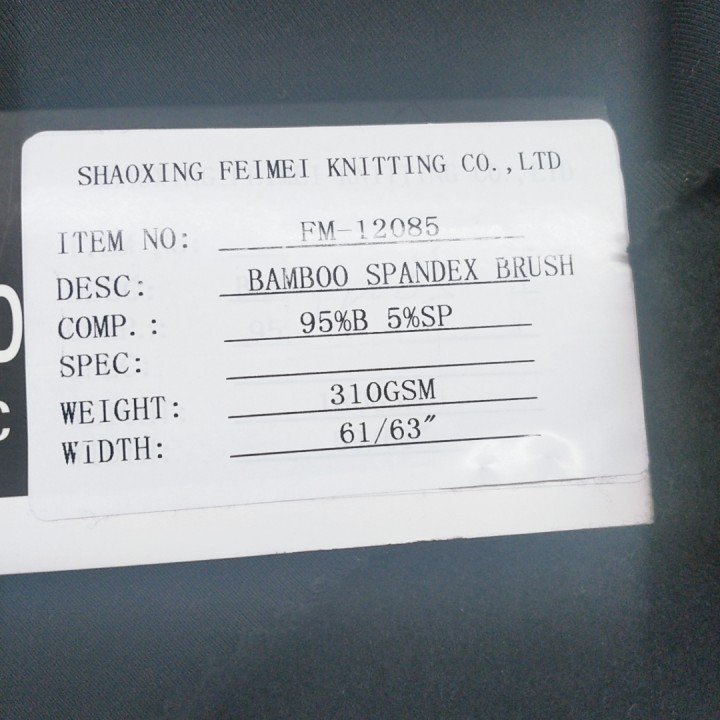 SHAOXING FEIMEI KNITTING CO.,LTD
ITEM NO: FM-12085
DESC: BAMBOO SPANDEX BRUSH
COMP.: 95%B 5%SP
SPEC:
WEIGHT: 310GSM
WIDTH: 61/63"